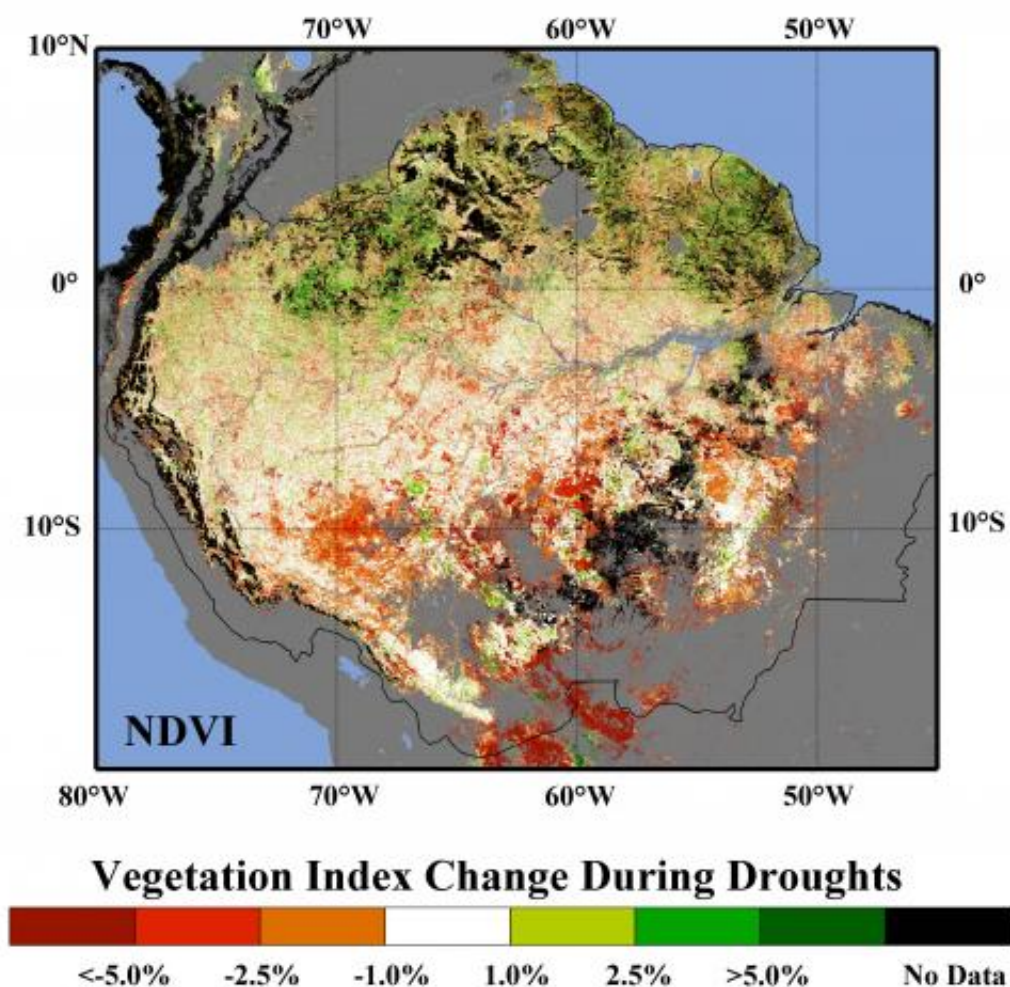 70°W 60°W 50°W
10°N
0° 0°
10°S 10°S
NDVI
80°W 70°W 60°W 50°W
Vegetation Index Change During Droughts
<-5.0% -2.5% -1.0% 1.0% 2.5% >5.0% No Data